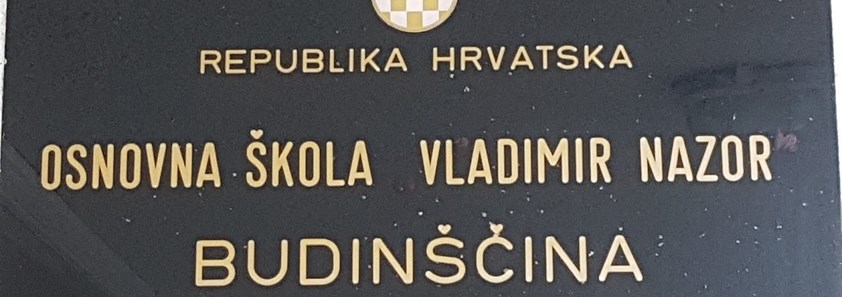 REPUBLIKA HRVATSKA
OSNOVNA ŠKOLA VLADIMIR NAZOR
BUDINŠČINA